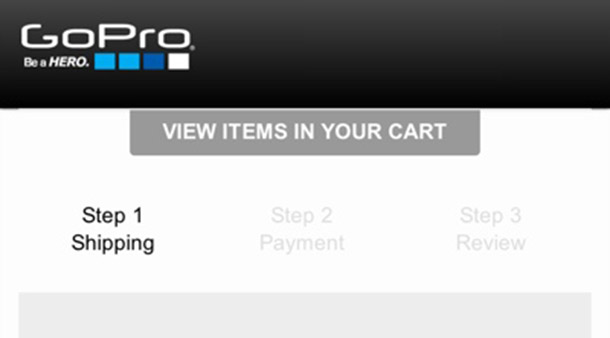 GoPro®
Be a HERO.
VIEW ITEMS IN YOUR CART
Step 1 Step 2 Step 3
Shipping Payment Review